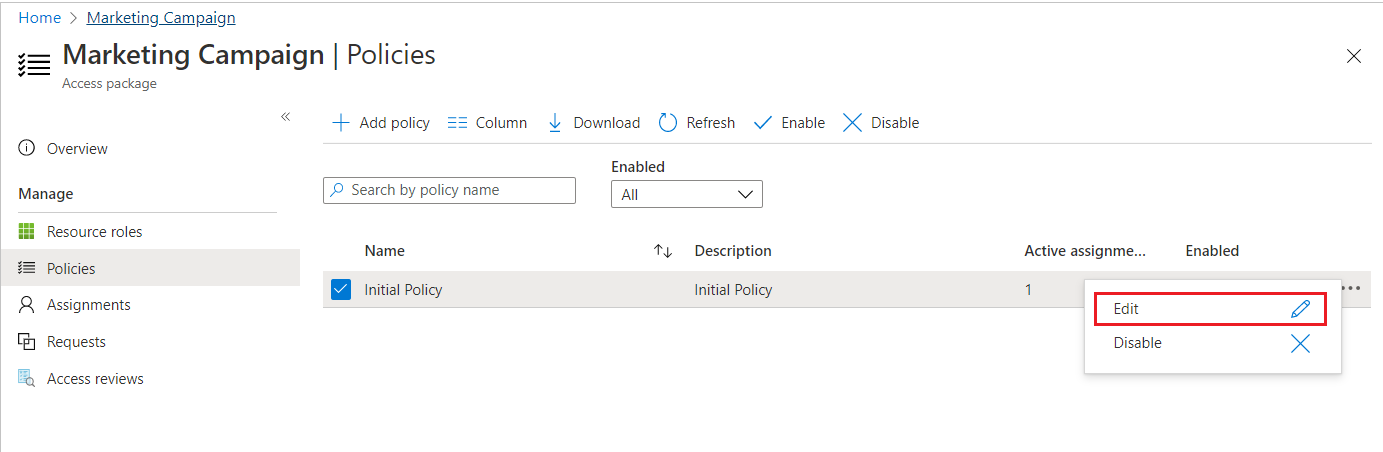 Home > Marketing Campaign
Marketing Campaign | Policies
Access package
«
Add policy Column Download Refresh Enable Disable
Overview
Enabled
Manage
Search by policy name All
Resource roles
Policies
Assignments
Requests
Access reviews
Name Description Active assignme... Enabled
Initial Policy Initial Policy 1 ...
Edit
Disable